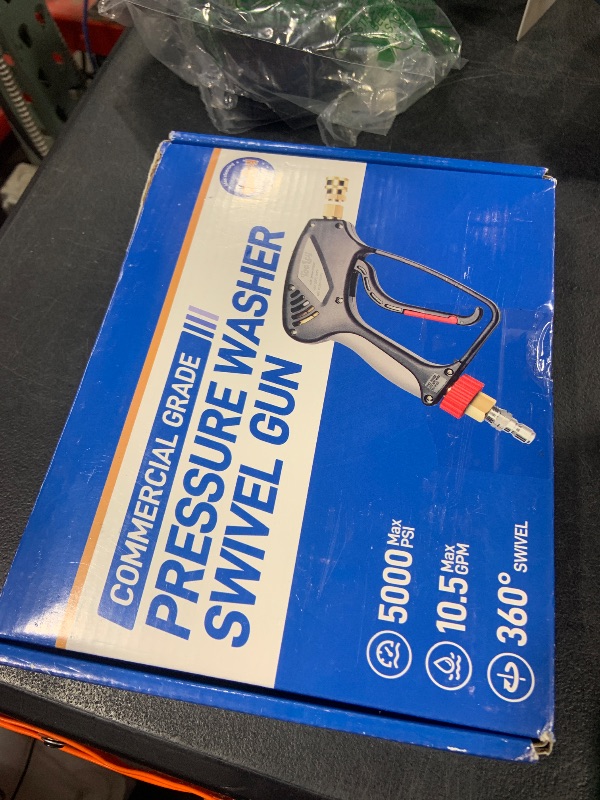 COMMERCIAL GRADE
PRESSURE WASHER
SWIVEL GUN
5000 Max
PSI
10.5 Max
GPM
360° SWIVEL